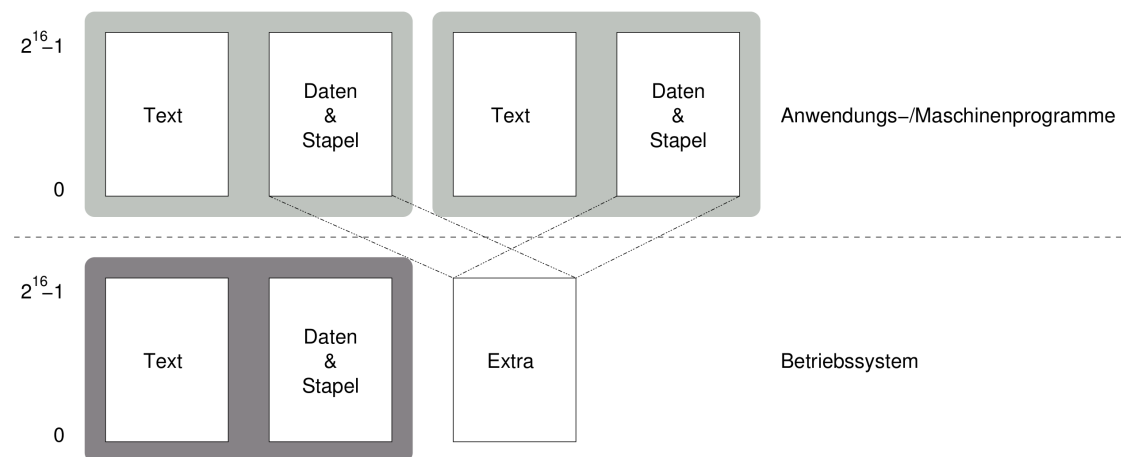 2^16–1
0
Text
Daten
&
Stapel
Text
Daten
&
Stapel
Anwendungs–/Maschinenprogramme
2^16–1
0
Text
Daten
&
Stapel
Extra
Betriebssystem